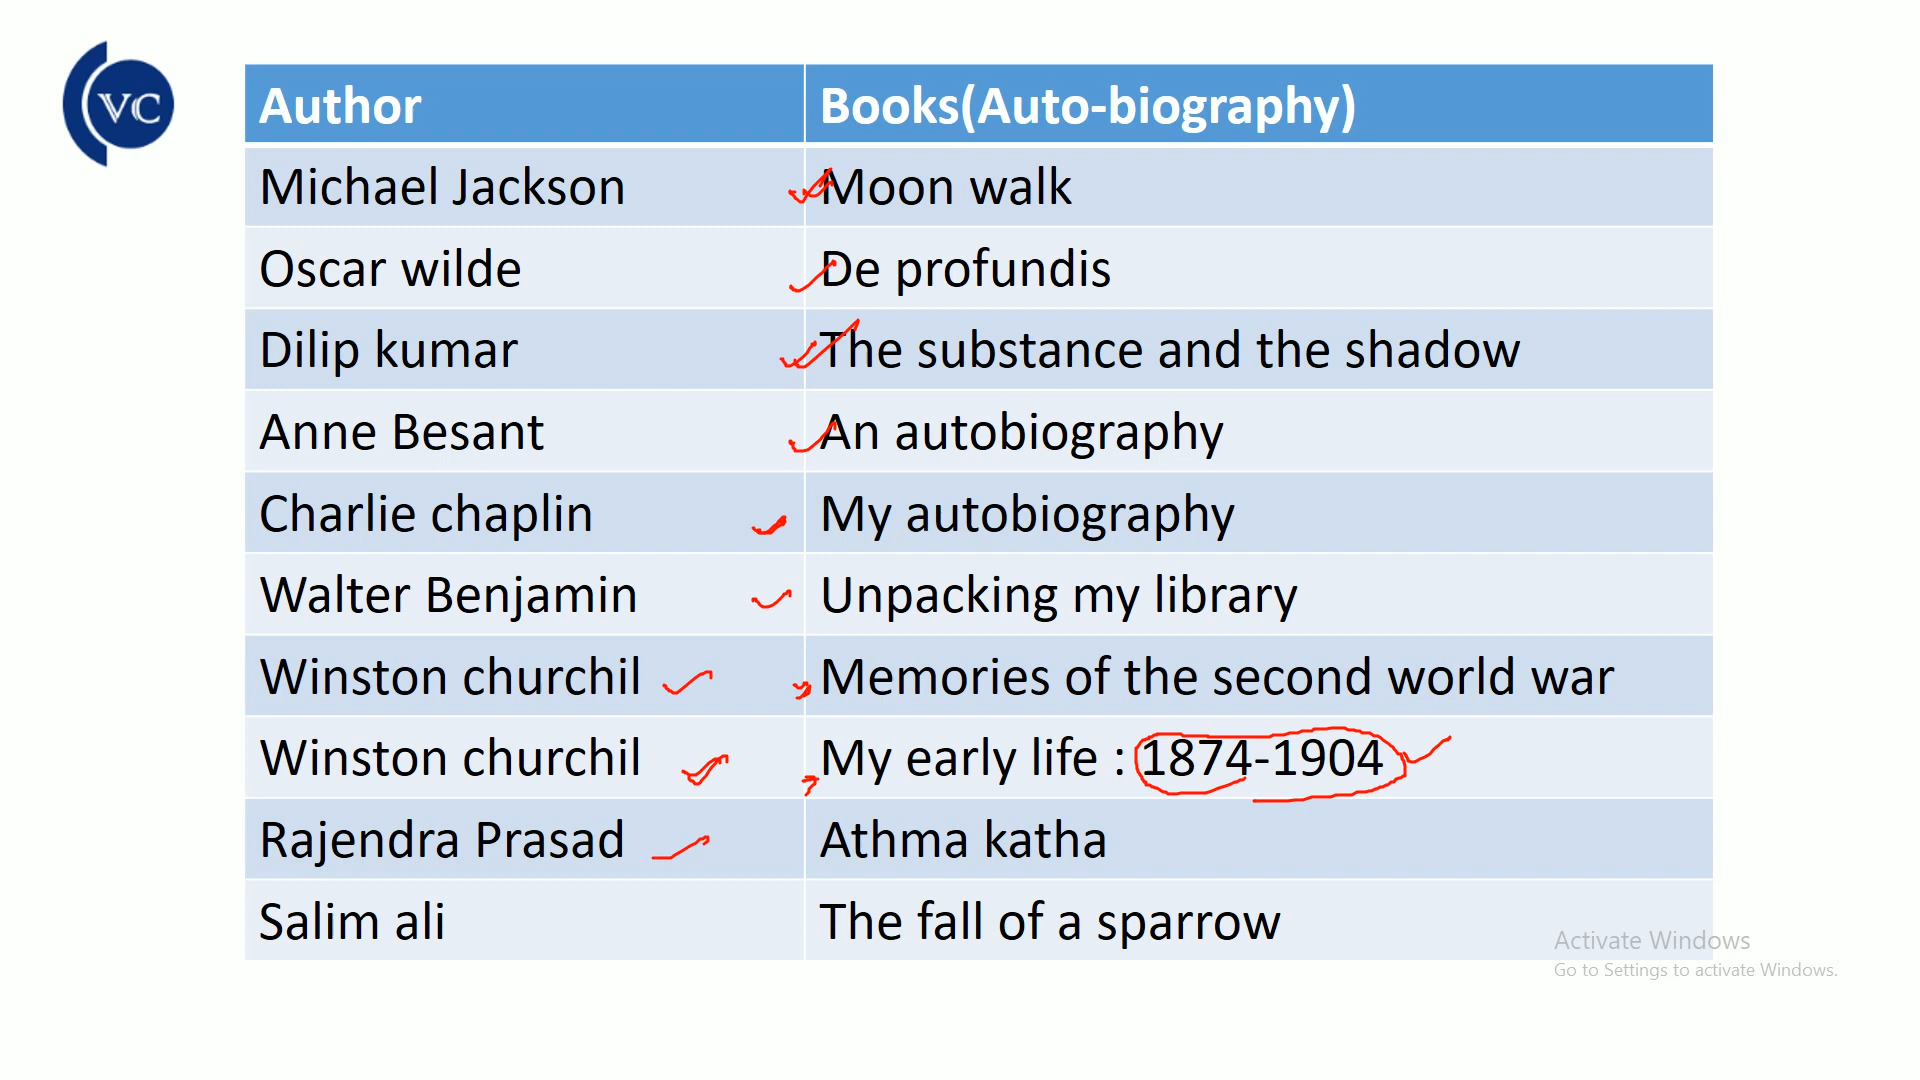 VC
Author Books(Auto-biography)
Michael Jackson Moon walk
Oscar wilde De profundis
Dilip kumar The substance and the shadow
Anne Besant An autobiography
Charlie chaplin My autobiography
Walter Benjamin Unpacking my library
Winston churchil Memories of the second world war
Winston churchil My early life : 1874-1904
Rajendra Prasad Athma katha
Salim ali The fall of a sparrow
Activate Windows
Go to Settings to activate Windows.